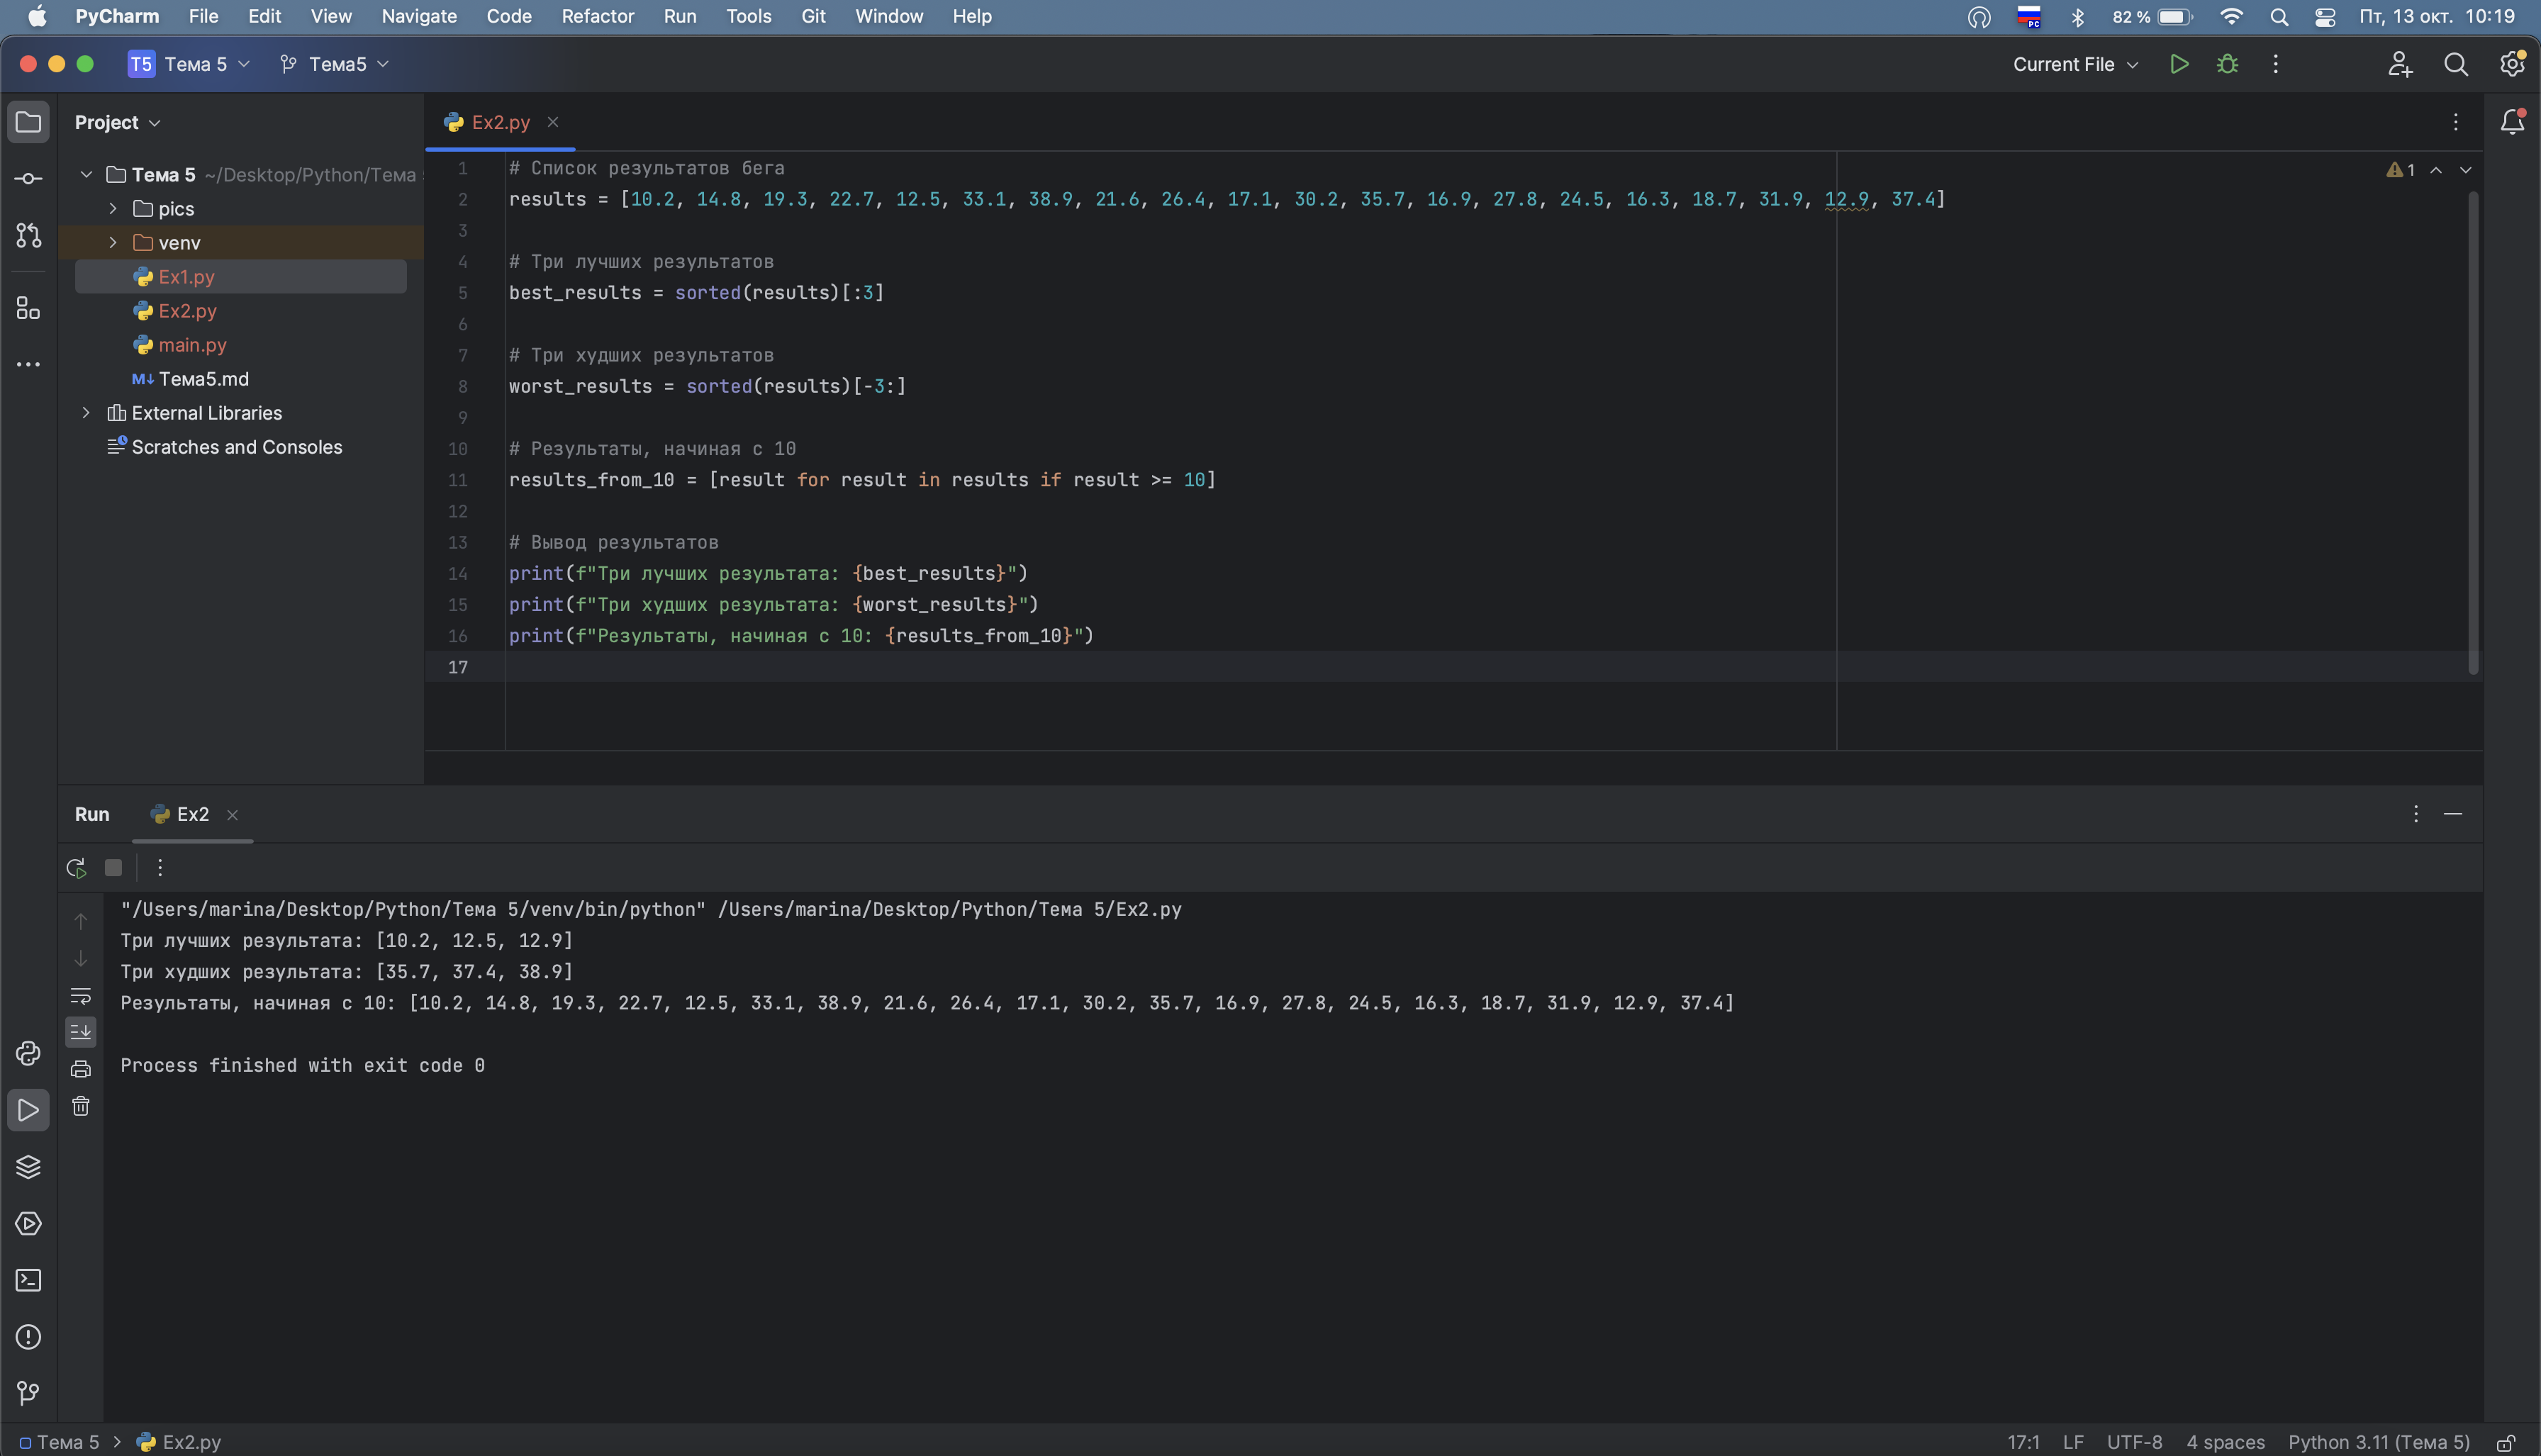 PyCharm File Edit View Navigate Code Refactor Run Tools Git Window Help
РС 82 % Пт, 13 окт. 10:19
T5 Тема 5 Тема5 Current File
Project
Ex2.py
Тема 5 ~/Desktop/Python/Тема
pics
venv
Ex1.py
Ex2.py
main.py
M↓ Тема5.md
External Libraries
Scratches and Consoles
1 # Список результатов бега
2 results = [10.2, 14.8, 19.3, 22.7, 12.5, 33.1, 38.9, 21.6, 26.4, 17.1, 30.2, 35.7, 16.9, 27.8, 24.5, 16.3, 18.7, 31.9, 12.9, 37.4]
3
4 # Три лучших результатов
5 best_results = sorted(results)[:3]
6
7 # Три худших результатов
8 worst_results = sorted(results)[-3:]
9
10 # Результаты, начиная с 10
11 results_from_10 = [result for result in results if result >= 10]
12
13 # Вывод результатов
14 print(f"Три лучших результата: {best_results}")
15 print(f"Три худших результата: {worst_results}")
16 print(f"Результаты, начиная с 10: {results_from_10}")
17
1
Run Ex2
"/Users/marina/Desktop/Python/Тема 5/venv/bin/python" /Users/marina/Desktop/Python/Тема 5/Ex2.py
Три лучших результата: [10.2, 12.5, 12.9]
Три худших результата: [35.7, 37.4, 38.9]
Результаты, начиная с 10: [10.2, 14.8, 19.3, 22.7, 12.5, 33.1, 38.9, 21.6, 26.4, 17.1, 30.2, 35.7, 16.9, 27.8, 24.5, 16.3, 18.7, 31.9, 12.9, 37.4]
Process finished with exit code 0
Тема 5 > Ex2.py 17:1 LF UTF-8 4 spaces Python 3.11 (Тема 5)